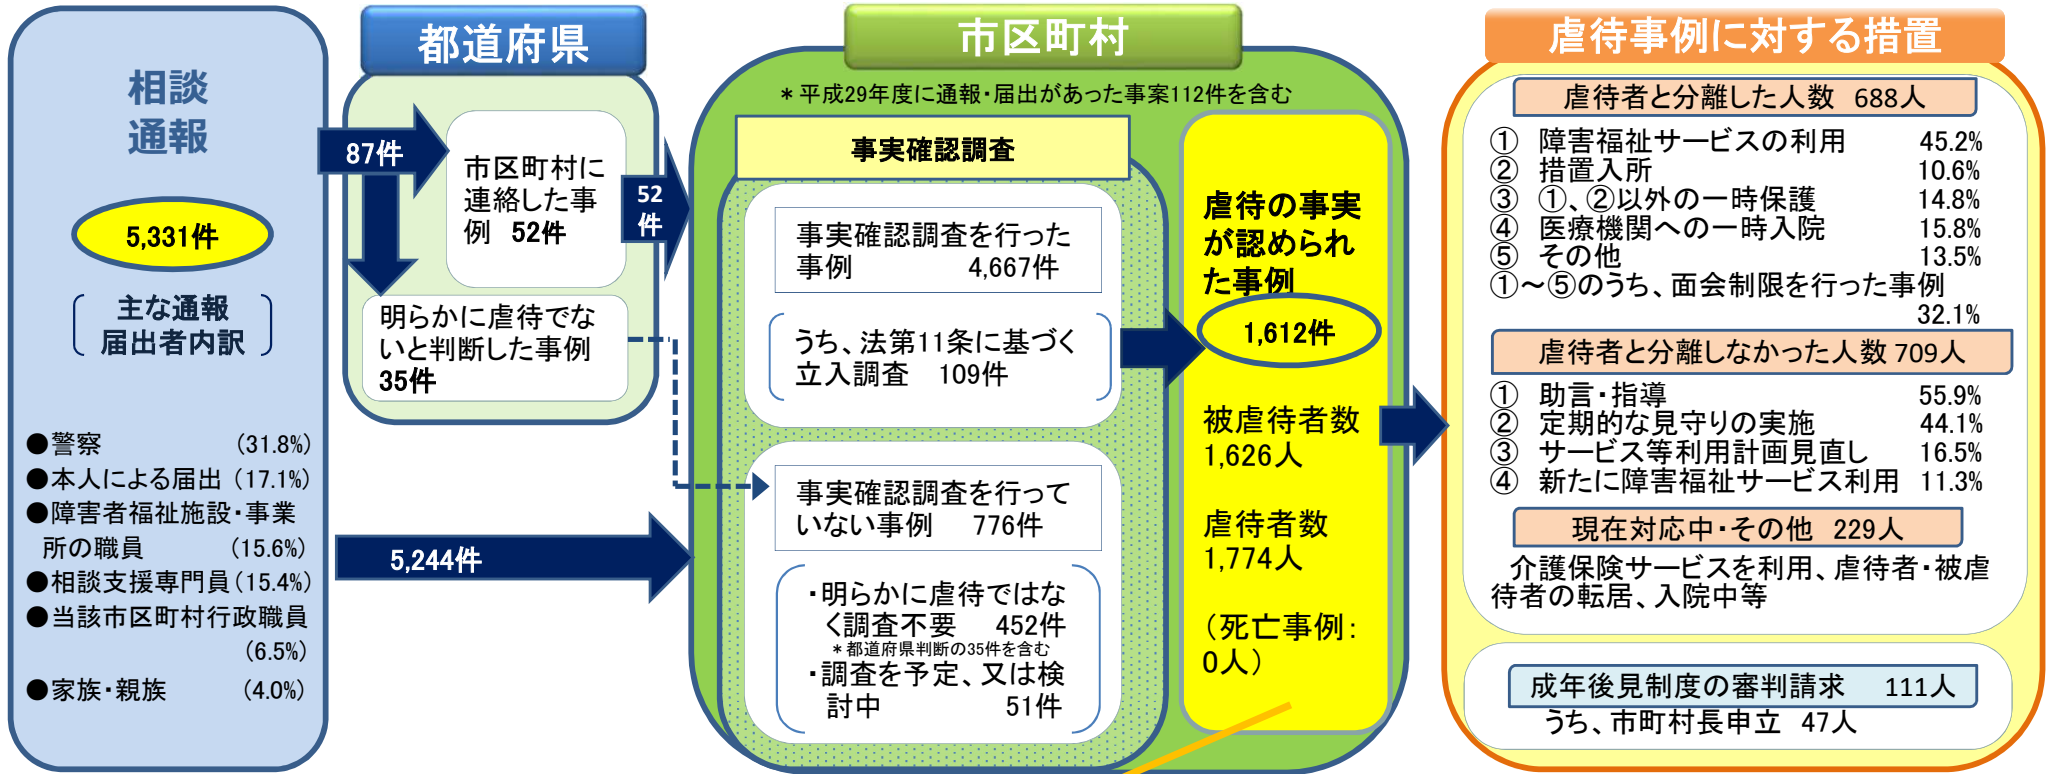 相談
通報
5,331件
主な通報
届出者内訳
●警察 (31.8%)
●本人による届出 (17.1%)
●障害者福祉施設・事業
所の職員 (15.6%)
●相談支援専門員(15.4%)
●当該市区町村行政職員
(6.5%)
●家族・親族 (4.0%)
都道府県
87件
市区町村に
連絡した事
例 52件
52
件
明らかに虐待でな
いと判断した事例
35件
5,244件
市区町村
＊平成29年度に通報・届出があった事案112件を含む
事実確認調査
事実確認調査を行った
事例 4,667件
うち、法第11条に基づく
立入調査 109件
事実確認調査を行って
いない事例 776件
・明らかに虐待ではな
く調査不要 452件
＊都道府県判断の35件を含む
・調査を予定、又は検
討中 51件
虐待の事実
が認められ
た事例
1,612件
被虐待者数
1,626人
虐待者数
1,774人
（死亡事例：
0人）
虐待事例に対する措置
虐待者と分離した人数 688人
① 障害福祉サービスの利用 45.2%
② 措置入所 10.6%
③ ①、②以外の一時保護 14.8%
④ 医療機関への一時入院 15.8%
⑤ その他 13.5%
①～⑤のうち、面会制限を行った事例
32.1%
虐待者と分離しなかった人数 709人
① 助言・指導 55.9%
② 定期的な見守りの実施 44.1%
③ サービス等利用計画見直し 16.5%
④ 新たに障害福祉サービス利用 11.3%
現在対応中・その他 229人
介護保険サービスを利用、虐待者・被虐
待者の転居、入院中等
成年後見制度の審判請求 111人
うち、市町村長申立 47人